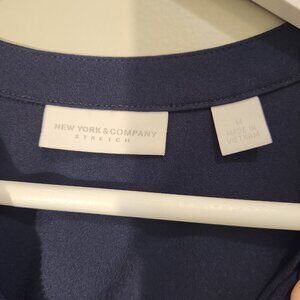 NEW YORK & COMPANY
STRETCH
M
MADE IN
VIETNAM